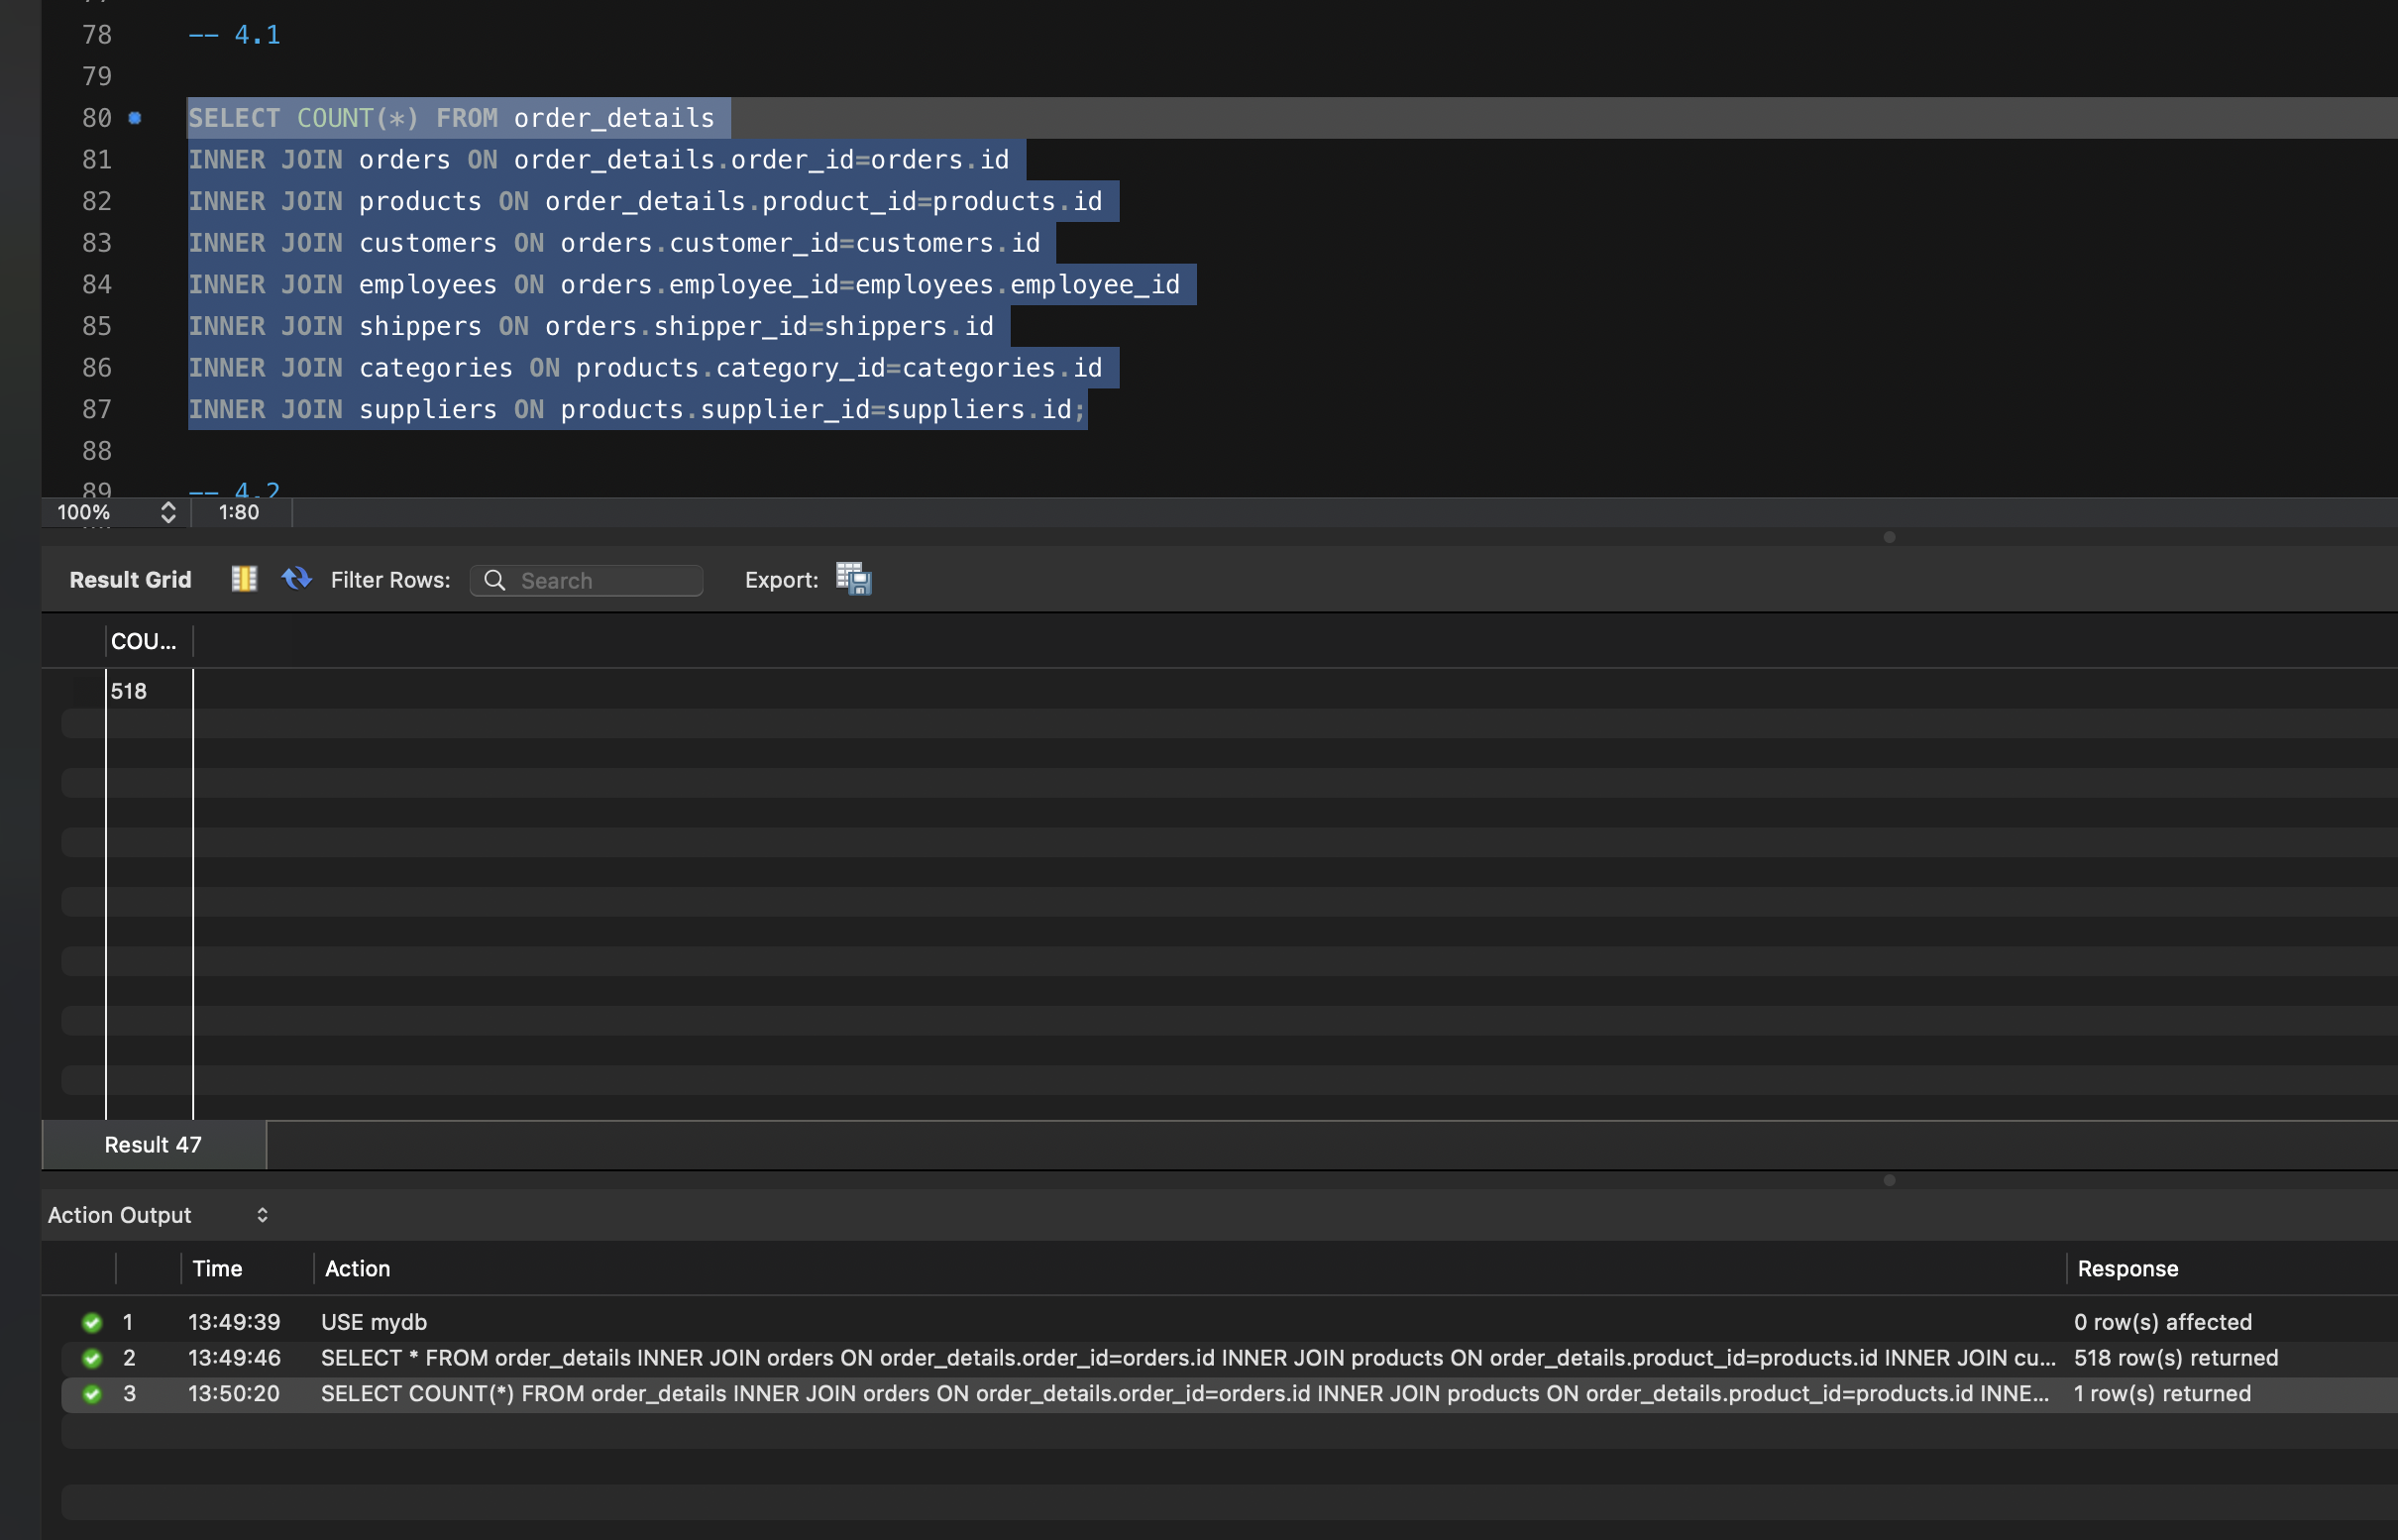 78 -- 4.1
79
80 SELECT COUNT(*) FROM order_details
81 INNER JOIN orders ON order_details.order_id=orders.id
82 INNER JOIN products ON order_details.product_id=products.id
83 INNER JOIN customers ON orders.customer_id=customers.id
84 INNER JOIN employees ON orders.employee_id=employees.employee_id
85 INNER JOIN shippers ON orders.shipper_id=shippers.id
86 INNER JOIN categories ON products.category_id=categories.id
87 INNER JOIN suppliers ON products.supplier_id=suppliers.id;
88
89 -- 4.2
100% 1:80
Result Grid Filter Rows: Search Export:
COU...
518
Result 47
Action Output
Time Action Response
1 13:49:39 USE mydb 0 row(s) affected
2 13:49:46 SELECT * FROM order_details INNER JOIN orders ON order_details.order_id=orders.id INNER JOIN products ON order_details.product_id=products.id INNER JOIN cu... 518 row(s) returned
3 13:50:20 SELECT COUNT(*) FROM order_details INNER JOIN orders ON order_details.order_id=orders.id INNER JOIN products ON order_details.product_id=products.id INNE... 1 row(s) returned